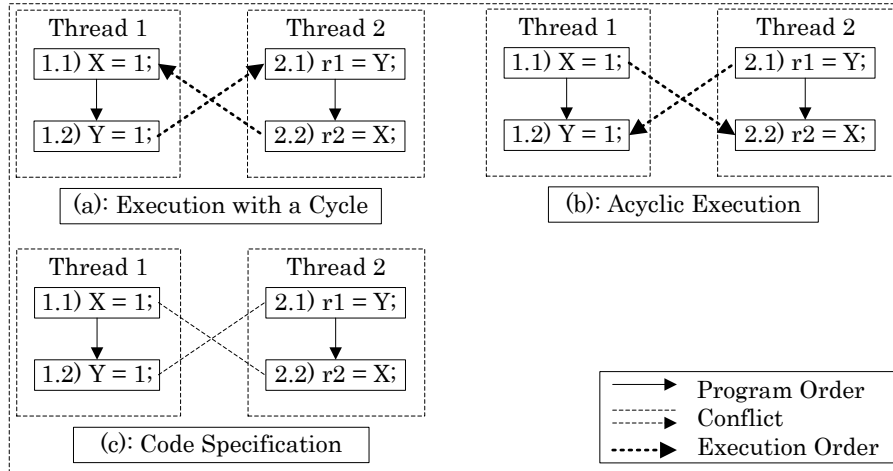 Thread 1
1.1) X = 1;
1.2) Y = 1;
Thread 2
2.1) r1 = Y;
2.2) r2 = X;
(a): Execution with a Cycle
Thread 1
1.1) X = 1;
1.2) Y = 1;
Thread 2
2.1) r1 = Y;
2.2) r2 = X;
(b): Acyclic Execution
Thread 1
1.1) X = 1;
1.2) Y = 1;
Thread 2
2.1) r1 = Y;
2.2) r2 = X;
(c): Code Specification
Program Order
Conflict
Execution Order